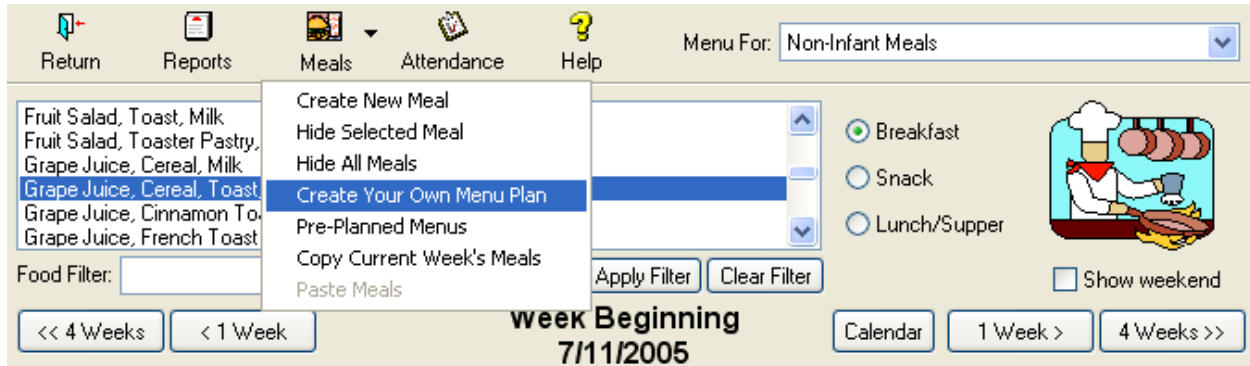 Return
Reports
Meals
Attendance
Help
Menu For: Non-Infant Meals
Create New Meal
Hide Selected Meal
Hide All Meals
Create Your Own Menu Plan
Pre-Planned Menus
Copy Current Week's Meals
Paste Meals
Fruit Salad, Toast, Milk
Fruit Salad, Toaster Pastry,
Grape Juice, Cereal, Milk
Grape Juice, Cereal, Toast,
Grape Juice, Cinnamon
Grape Juice, French Toast
Breakfast
Snack
Lunch/Supper
Food Filter:
Apply Filter
Clear Filter
Show weekend
<< 4 Weeks
< 1 Week
Week Beginning
7/11/2005
Calendar
1 Week >
4 Weeks >>